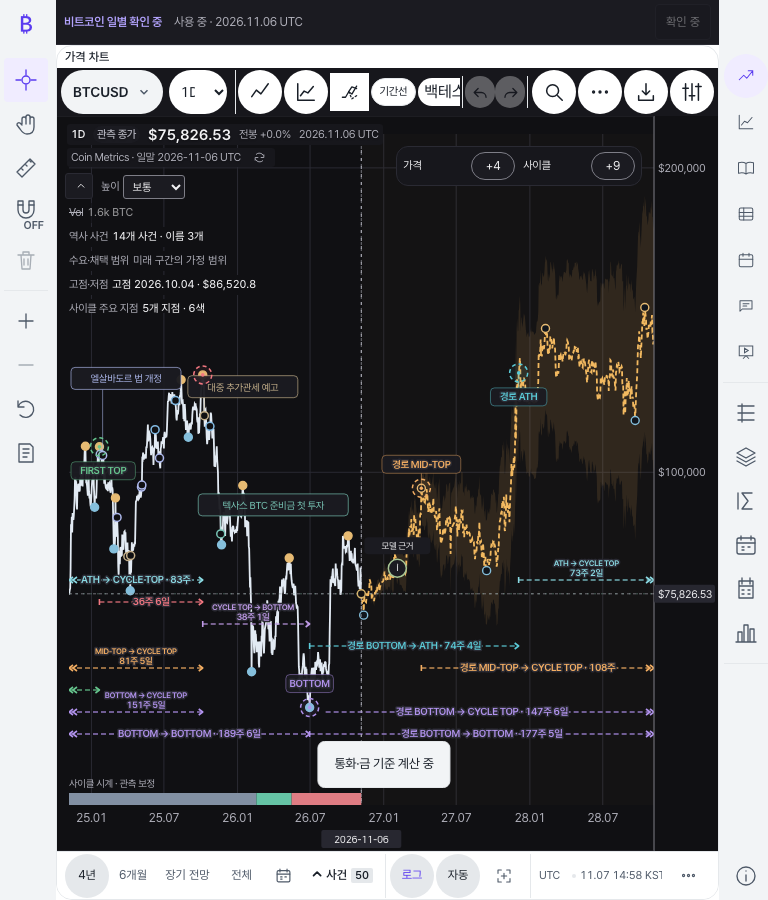 비트코인 일별 확인 중 사용 중 · 2026.11.06 UTC 확인 중
가격 차트
BTCUSD 기간선 백테스
1D 관측 종가 $75,826.53 전봉 +0.0% 2026.11.06 UTC
Coin Metrics · 일말 2026-11-06 UTC
가격 +4 사이클 +9
$200,000
높이 보통
OFF
Vol 1.6k BTC
역사 사건 14개 사건 · 이름 3개
수요·채택 범위 미래 구간의 가정 범위
고점·저점 고점 2026.10.04 · $86,520.8
사이클 주요 지점 5개 지점 · 6색
엘살바도르 법 개정
대중 추가관세 예고
경로 ATH
FIRST TOP
경로 MID-TOP
$100,000
텍사스 BTC 준비금 첫 투자
모델 근거
ATH → CYCLE TOP · 83주
ATH → CYCLE TOP
73주 2일
$75,826.53
36주 6일
CYCLE TOP → BOTTOM
38주 1일
경로 BOTTOM → ATH · 74주 4일
MID-TOP → CYCLE TOP
81주 5일
경로 MID-TOP → CYCLE TOP · 108주
BOTTOM
BOTTOM → CYCLE TOP
151주 5일
경로 BOTTOM → CYCLE TOP · 147주 6일
BOTTOM → BOTTOM · 189주 6일
경로 BOTTOM → BOTTOM · 177주 5일
통화·금 기준 계산 중
사이클 시계 · 관측 보정
25.01 25.07 26.01 26.07 27.01 27.07 28.01 28.07
2026-11-06
4년 6개월 장기 전망 전체 사건 50 로그 자동 UTC 11.07 14:58 KST